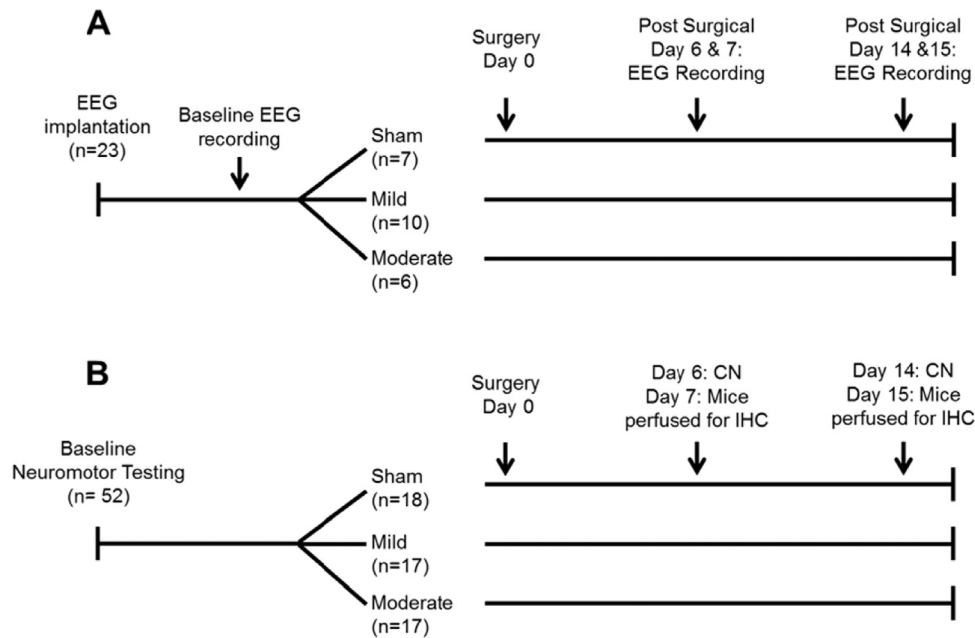 A
EEG
implantation
(n=23)
Baseline EEG
recording
Sham
(n=7)
Mild
(n=10)
Moderate
(n=6)
Surgery
Day 0
Post Surgical
Day 6 & 7:
EEG Recording
Post Surgical
Day 14 &15:
EEG Recording
B
Baseline
Neuromotor Testing
(n= 52)
Sham
(n=18)
Mild
(n=17)
Moderate
(n=17)
Surgery
Day 0
Day 6: CN
Day 7: Mice
perfused for IHC
Day 14: CN
Day 15: Mice
perfused for IHC